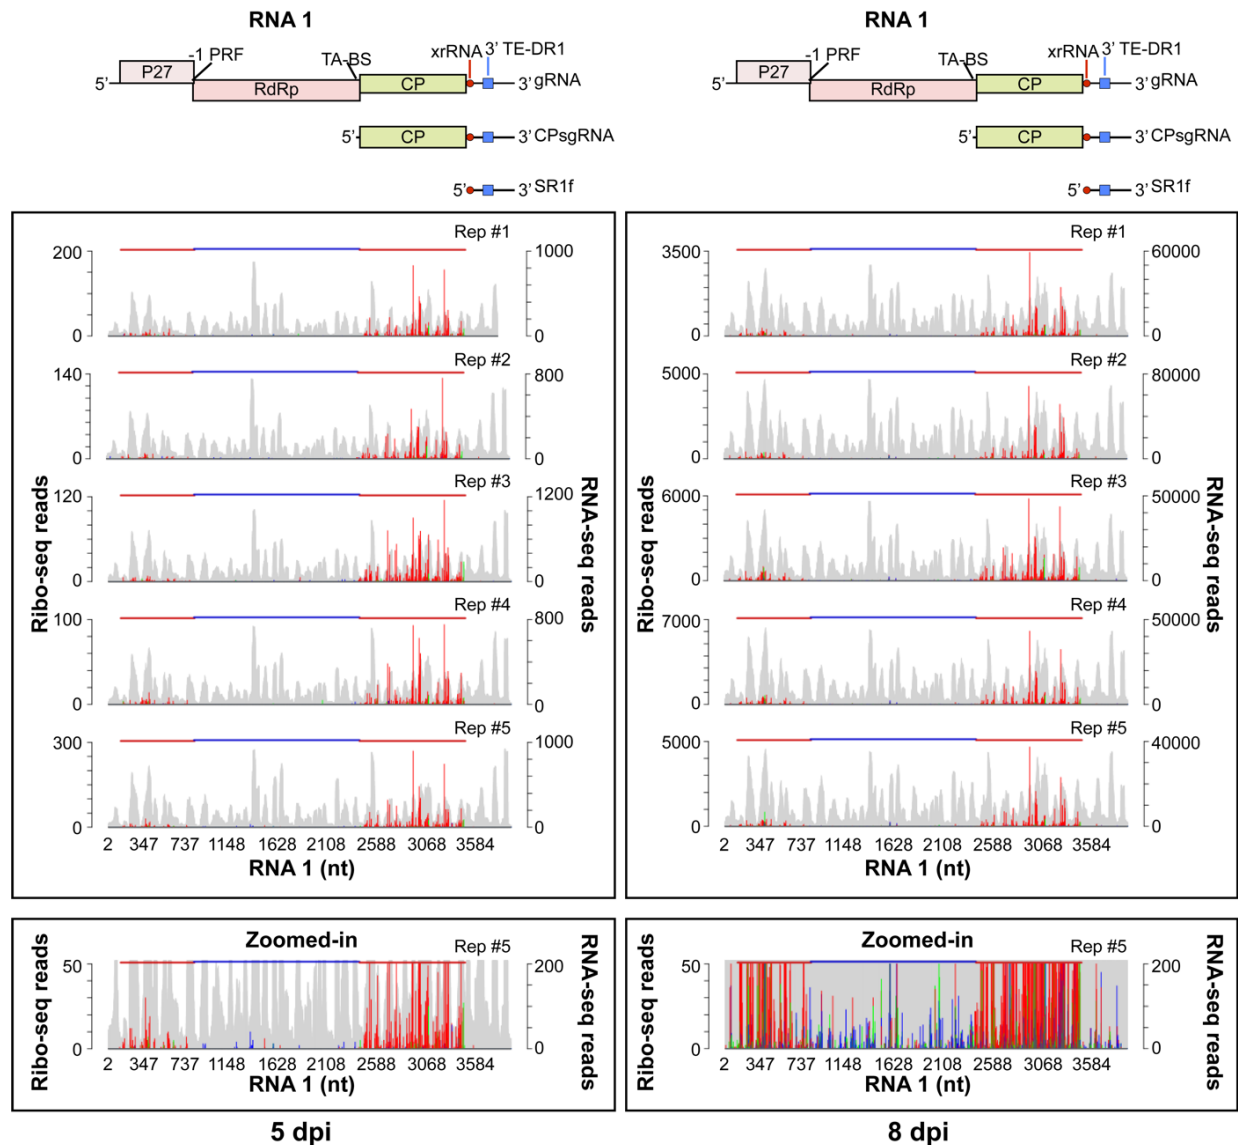 RNA 1
-1 PRF
TA-BS
xrRNA
3' TE-DR1
5'
P27
RdRp
CP
3' gRNA
5'
CP
3' CPsgRNA
5'
3' SR1f
Rep #1
200
100
0
1000
500
0
Rep #2
140
0
800
0
Rep #3
120
0
1200
0
Rep #4
100
0
800
0
Rep #5
300
0
1000
0
Ribo-seq reads
RNA-seq reads
2 347 737 1148 1628 2108 2588 3068 3584
RNA 1 (nt)
Zoomed-in
Rep #5
50
0
200
0
Ribo-seq reads
RNA-seq reads
2 347 737 1148 1628 2108 2588 3068 3584
RNA 1 (nt)
5 dpi
RNA 1
-1 PRF
TA-BS
xrRNA
3' TE-DR1
5'
P27
RdRp
CP
3' gRNA
5'
CP
3' CPsgRNA
5'
3' SR1f
Rep #1
3500
0
60000
0
Rep #2
5000
0
80000
0
Rep #3
6000
0
50000
0
Rep #4
7000
0
50000
0
Rep #5
5000
0
40000
0
Ribo-seq reads
RNA-seq reads
2 347 737 1148 1628 2108 2588 3068 3584
RNA 1 (nt)
Zoomed-in
Rep #5
50
0
200
0
Ribo-seq reads
RNA-seq reads
2 347 737 1148 1628 2108 2588 3068 3584
RNA 1 (nt)
8 dpi